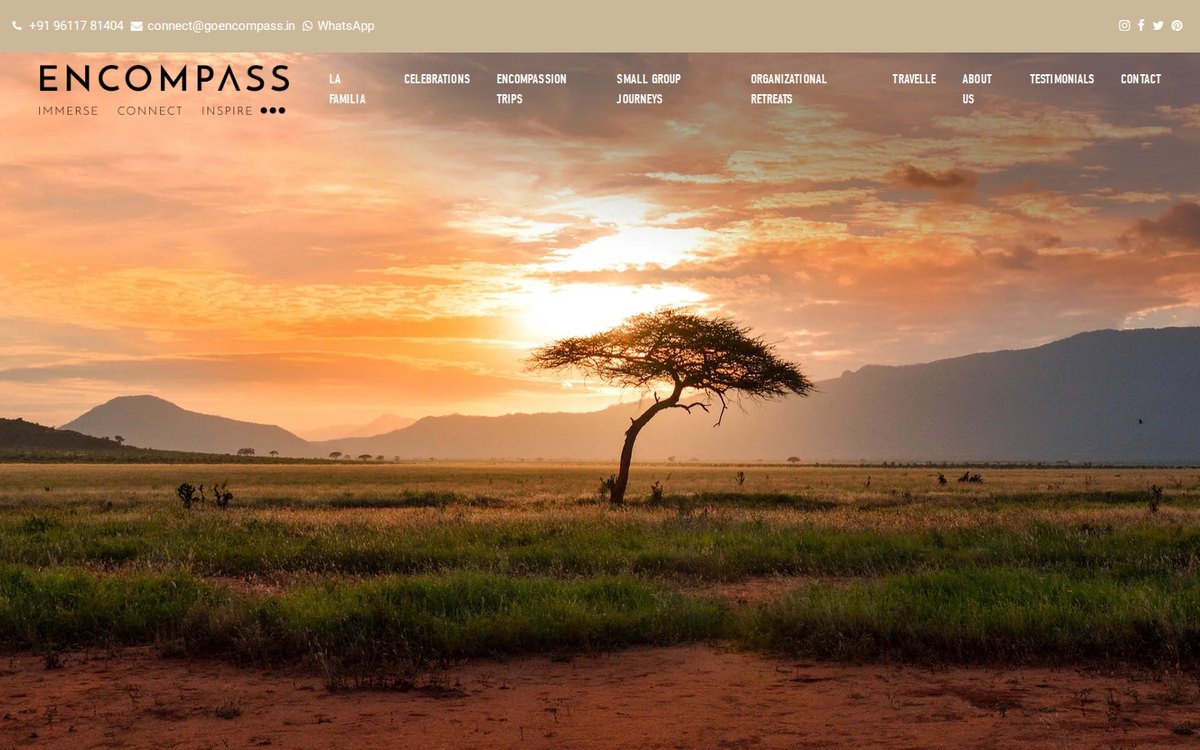 +91 96117 81404 connect@goencompass.in WhatsApp
ENCOMPASS
IMMERSE CONNECT INSPIRE
LA FAMILIA
CELEBRATIONS
ENCOMPASSION TRIPS
SMALL GROUP JOURNEYS
ORGANIZATIONAL RETREATS
TRAVELLE
ABOUT US
TESTIMONIALS
CONTACT